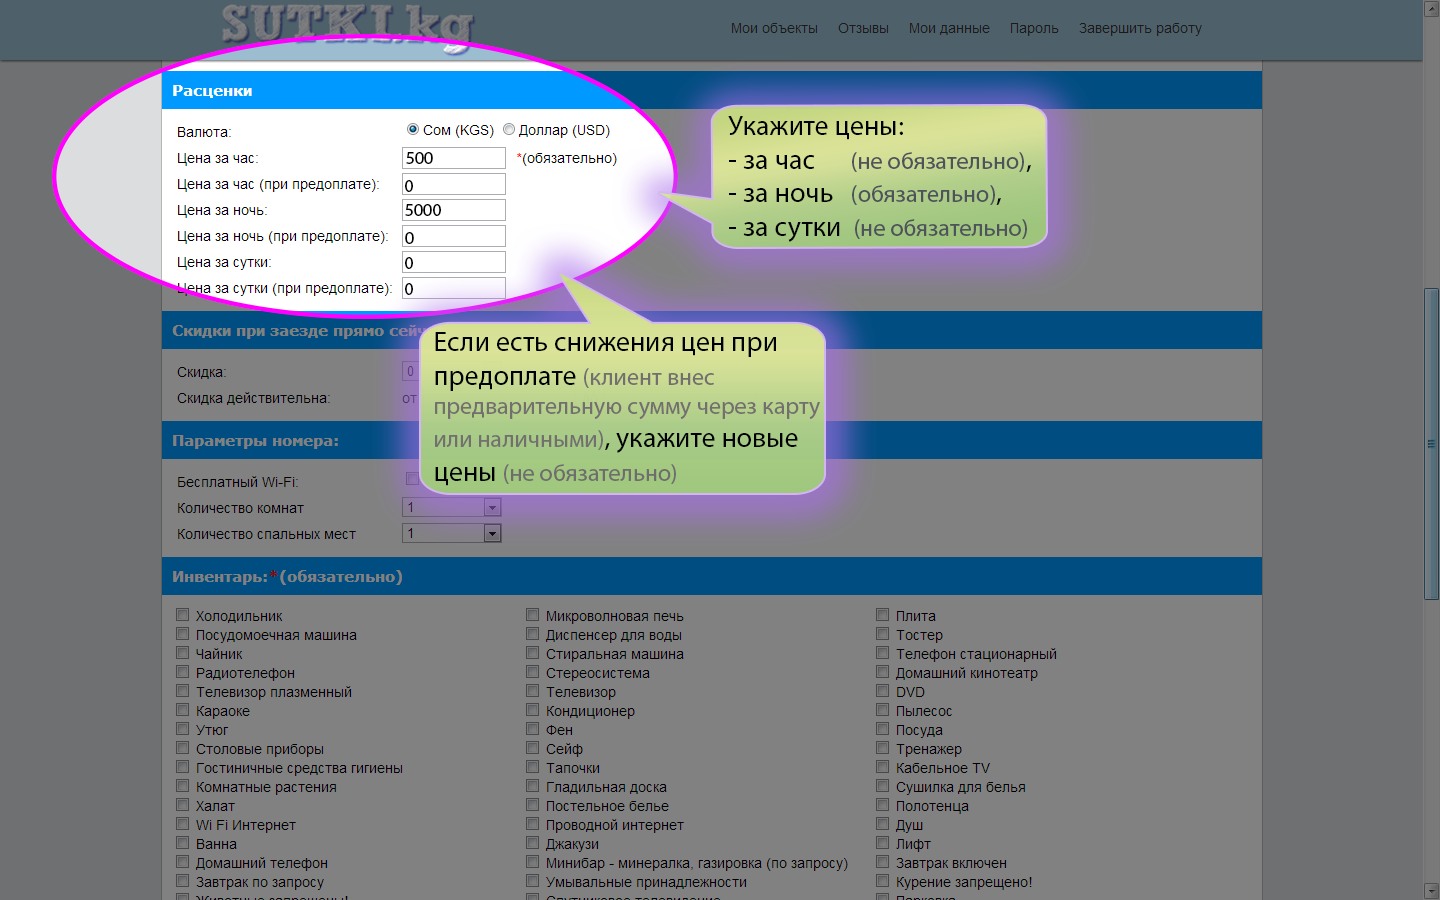 SUTKI.kg
Мои объекты Отзывы Мои данные Пароль Завершить работу
Расценки
Валюта: Сом (KGS) Доллар (USD)
Цена за час: 500 *(обязательно)
Цена за час (при предоплате): 0
Цена за ночь: 5000
Цена за ночь (при предоплате): 0
Цена за сутки: 0
Цена за сутки (при предоплате): 0
Укажите цены:
- за час (не обязательно),
- за ночь (обязательно),
- за сутки (не обязательно)
Скидки при заезде прямо
Скидка: 0
Скидка действительна: от
Если есть снижения цен при
предоплате (клиент внес
предварительную сумму через карту
или наличными), укажите новые
цены (не обязательно)
Параметры номера:
Бесплатный Wi-Fi:
Количество комнат 1
Количество спальных мест 1
Инвентарь:*(обязательно)
Холодильник Микроволновая печь Плита
Посудомоечная машина Диспенсер для воды Тостер
Чайник Стиральная машина Телефон стационарный
Радиотелефон Стереосистема Домашний кинотеатр
Телевизор плазменный Телевизор DVD
Караоке Кондиционер Пылесос
Утюг Фен Посуда
Столовые приборы Сейф Тренажер
Гостиничные средства гигиены Тапочки Кабельное TV
Комнатные растения Гладильная доска Сушилка для белья
Халат Постельное белье Полотенца
Wi Fi Интернет Проводной интернет Душ
Ванна Джакузи Лифт
Домашний телефон Минибар - минералка, газировка (по запросу) Завтрак включен
Завтрак по запросу Умывальные принадлежности Курение запрещено!
Животные запрещены! Спутниковое телевидение Парковка